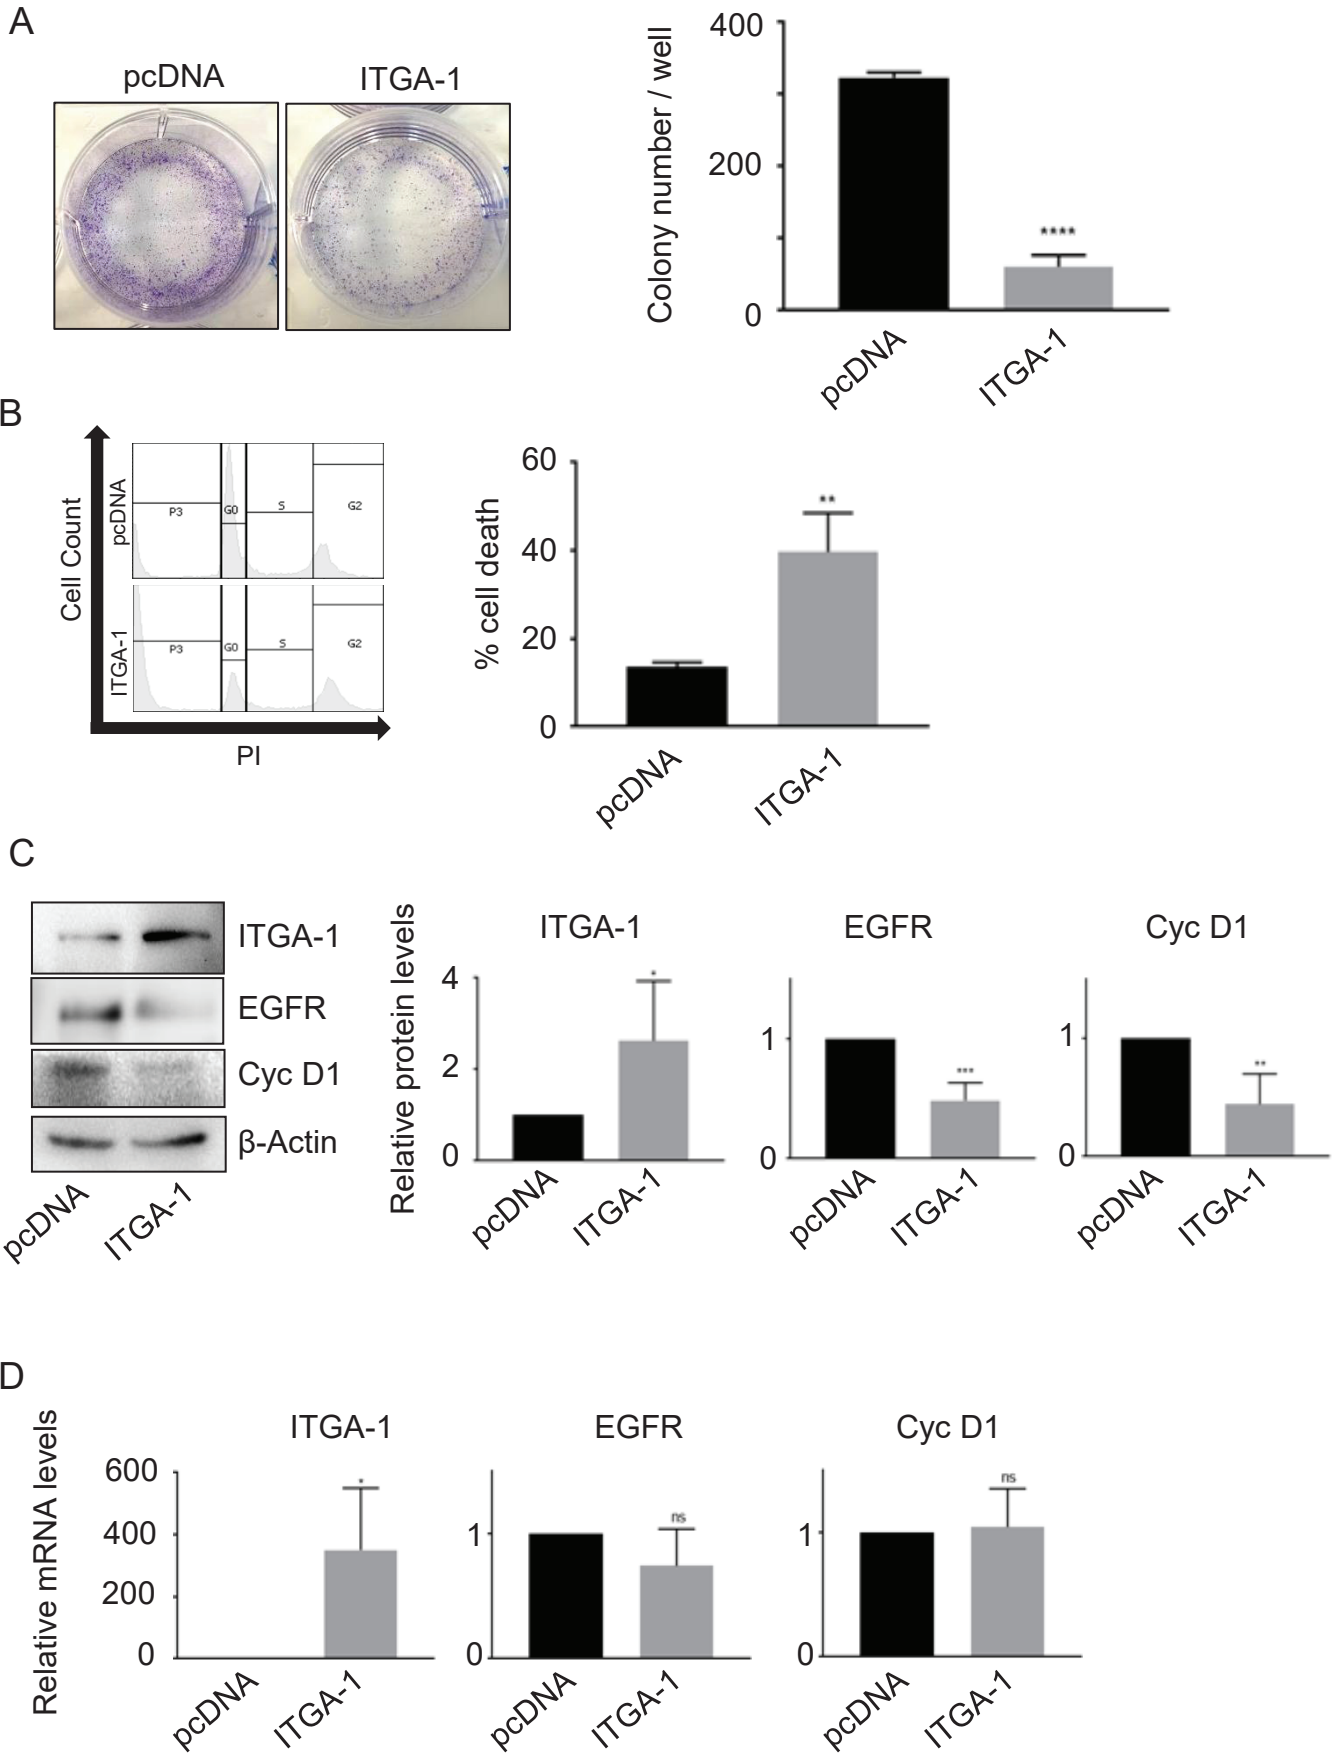 A
pcDNA
ITGA-1
Colony number / well
400
200
0
****
pcDNA
ITGA-1
B
Cell Count
pcDNA
P3
G0
S
G2
ITGA-1
P3
G0
S
G2
PI
% cell death
60
40
20
0
**
pcDNA
ITGA-1
C
ITGA-1
EGFR
Cyc D1
β-Actin
pcDNA
ITGA-1
Relative protein levels
ITGA-1
4
2
0
*
pcDNA
ITGA-1
EGFR
1
0
***
pcDNA
ITGA-1
Cyc D1
1
0
**
pcDNA
ITGA-1
D
Relative mRNA levels
ITGA-1
600
400
200
0
*
pcDNA
ITGA-1
EGFR
1
0
ns
pcDNA
ITGA-1
Cyc D1
1
0
ns
pcDNA
ITGA-1